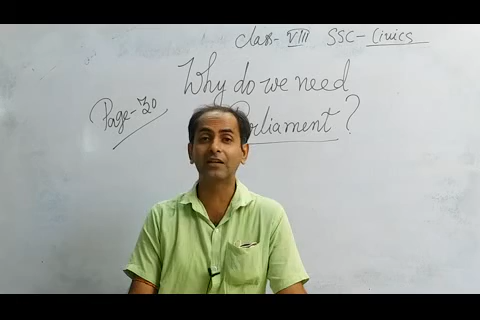 Class- VIII SSC- Civics
Why do we need
Page-30
Parliament ?